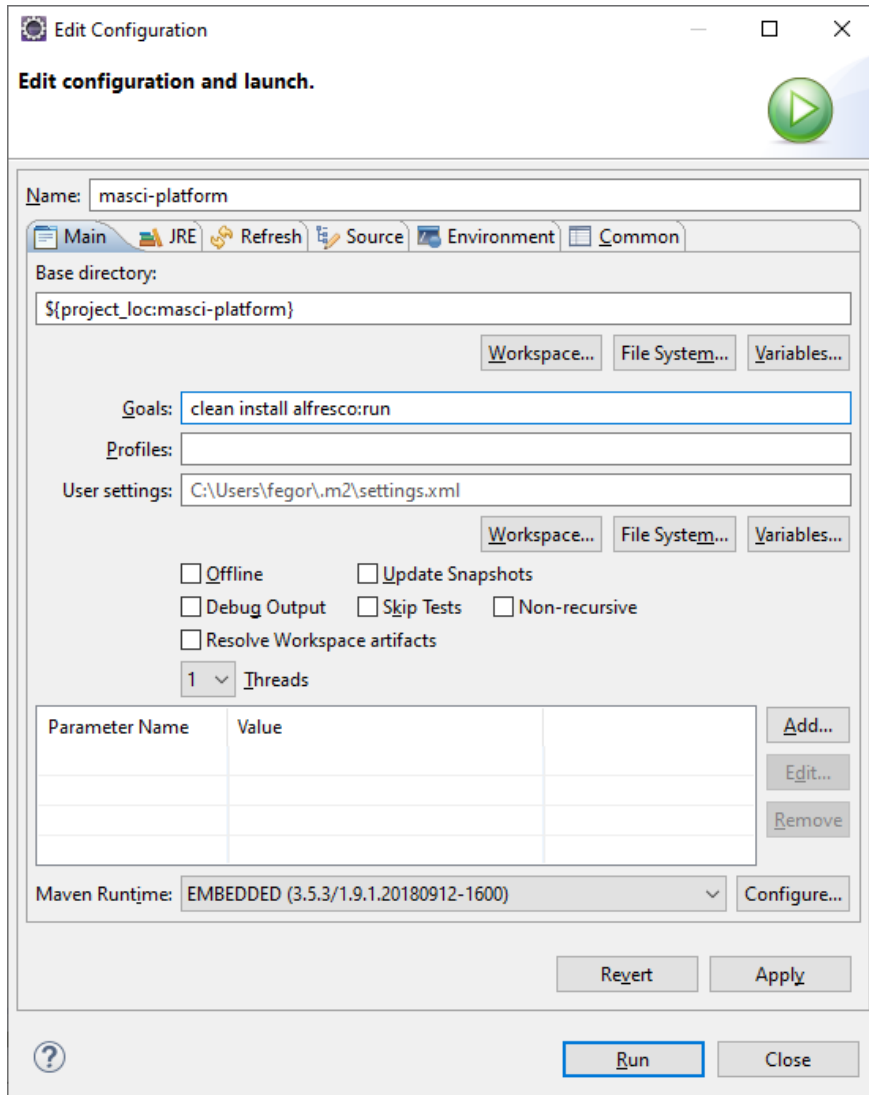 Edit Configuration
Edit configuration and launch.
Name: masci-platform
Main JRE Refresh Source Environment Common
Base directory:
${project_loc:masci-platform}
Workspace... File System... Variables...
Goals: clean install alfresco:run
Profiles:
User settings: C:\Users\fegor\.m2\settings.xml
Workspace... File System... Variables...
Offline Update Snapshots
Debug Output Skip Tests Non-recursive
Resolve Workspace artifacts
1 Threads
Parameter Name Value Add...
Edit...
Remove
Maven Runtime: EMBEDDED (3.5.3/1.9.1.20180912-1600) Configure...
Revert Apply
? Run Close